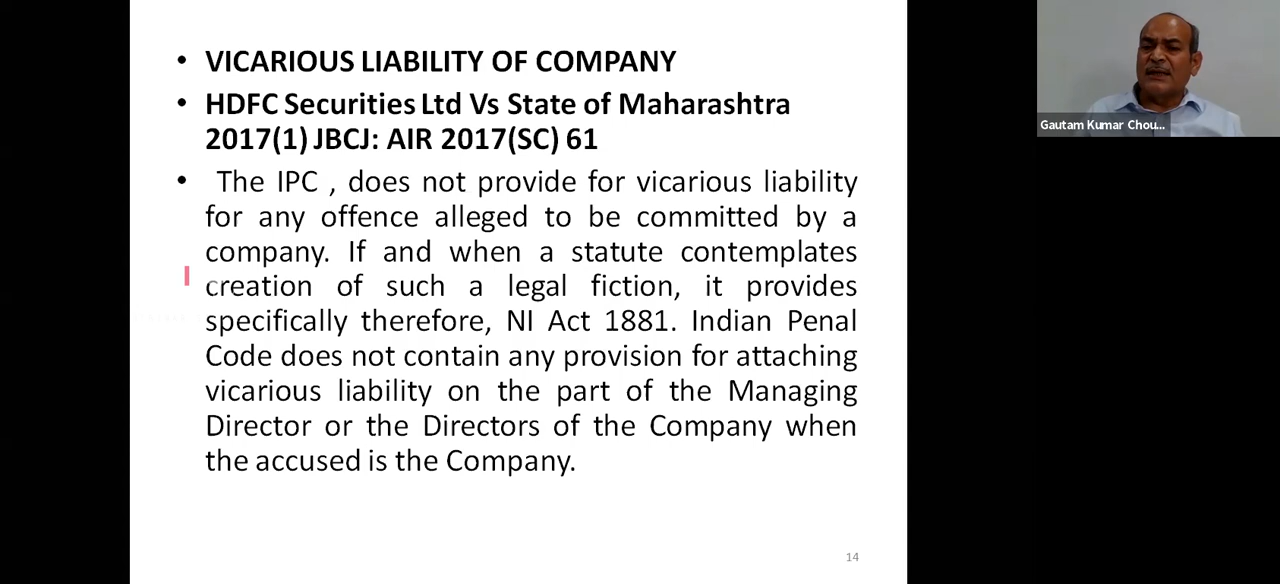 • VICARIOUS LIABILITY OF COMPANY
• HDFC Securities Ltd Vs State of Maharashtra
2017(1) JBCJ: AIR 2017(SC) 61
• The IPC , does not provide for vicarious liability
for any offence alleged to be committed by a
company. If and when a statute contemplates
creation of such a legal fiction, it provides
specifically therefore, NI Act 1881. Indian Penal
Code does not contain any provision for attaching
vicarious liability on the part of the Managing
Director or the Directors of the Company when
the accused is the Company.
14
Gautam Kumar Chou...